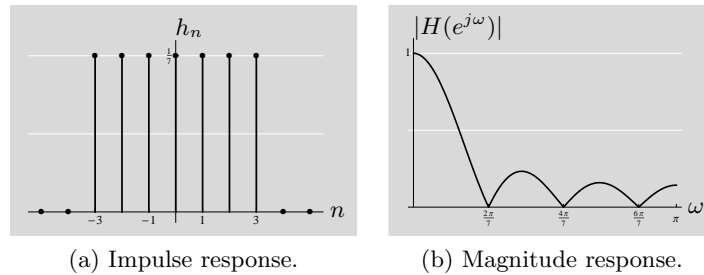 h_n
1/7
−3 −1 1 3
n
(a) Impulse response.
|H(e^{jω})|
1
2π/7 4π/7 6π/7 π
ω
(b) Magnitude response.